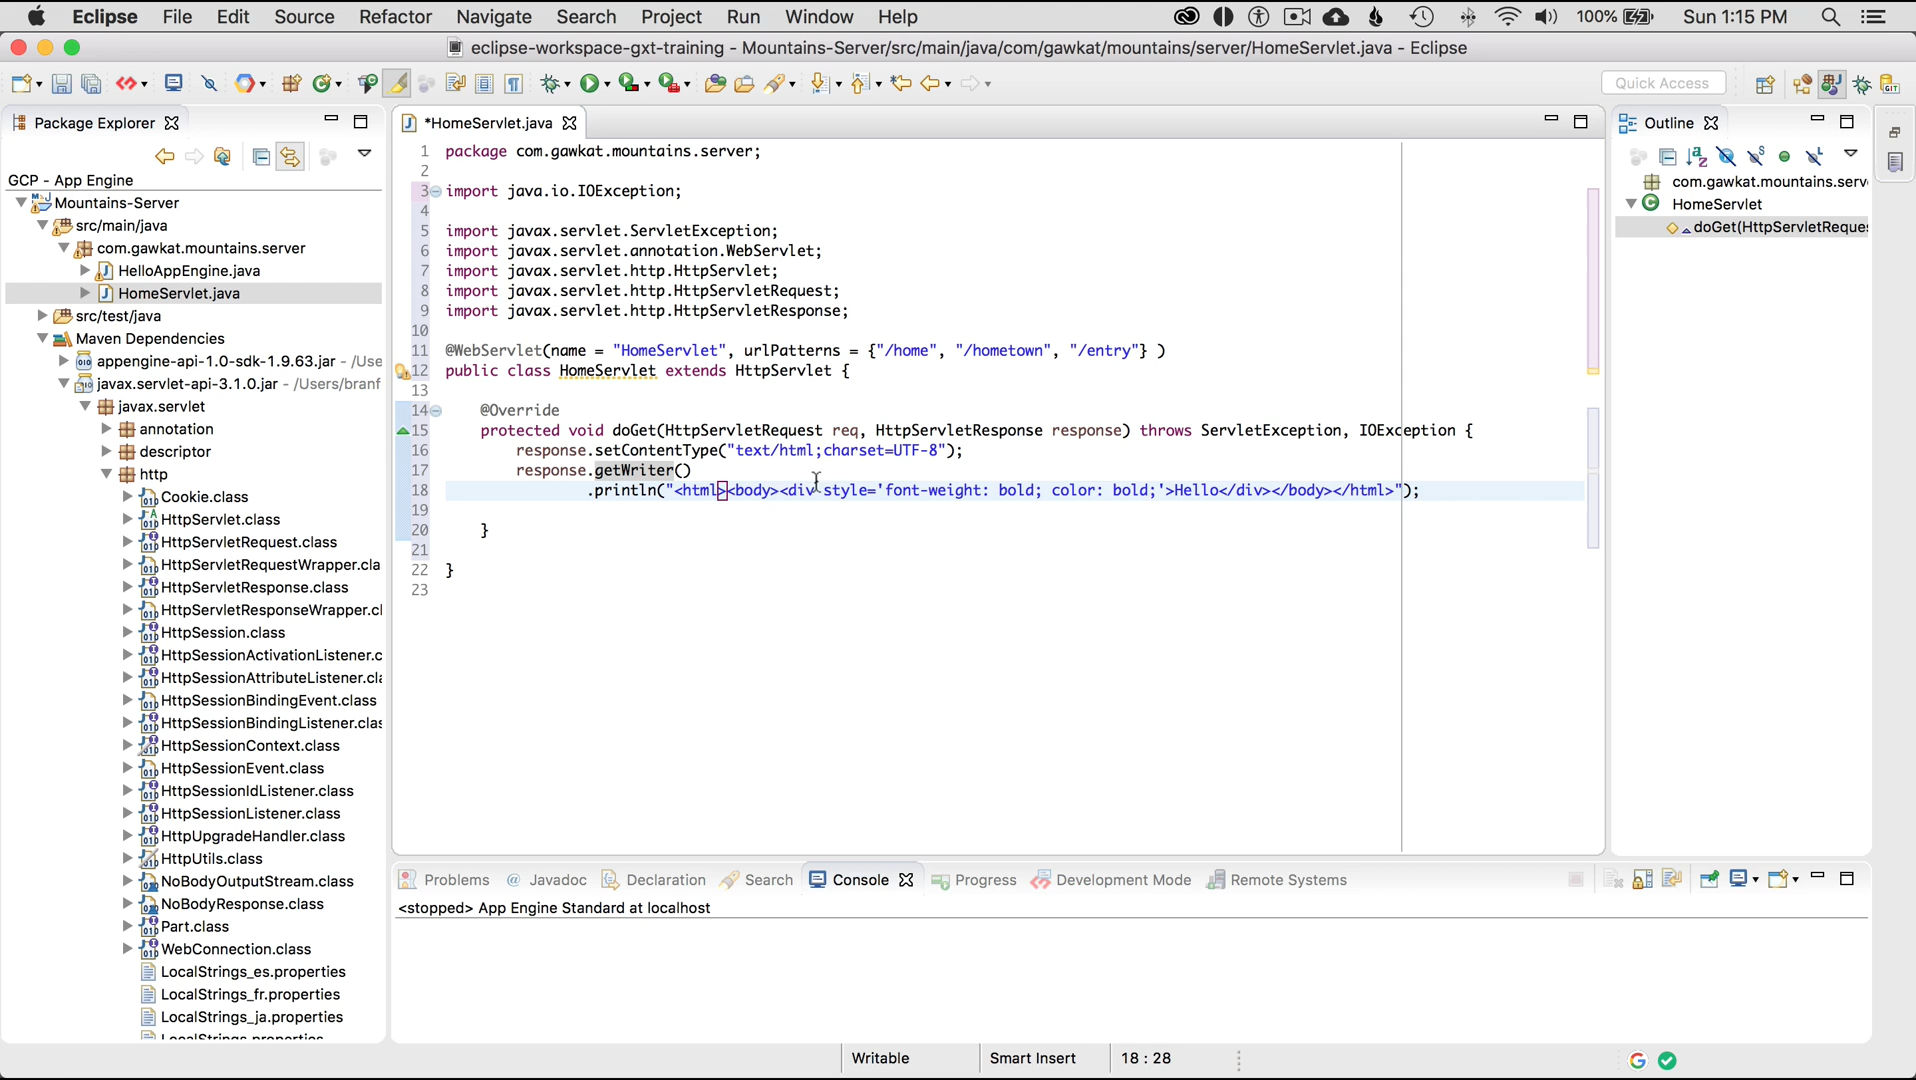 Eclipse File Edit Source Refactor Navigate Search Project Run Window Help 100% Sun 1:15 PM
eclipse-workspace-gxt-training - Mountains-Server/src/main/java/com/gawkat/mountains/server/HomeServlet.java - Eclipse
Quick Access
Package Explorer
GCP - App Engine
Mountains-Server
src/main/java
com.gawkat.mountains.server
HelloAppEngine.java
HomeServlet.java
src/test/java
Maven Dependencies
appengine-api-1.0-sdk-1.9.63.jar - /Use
javax.servlet-api-3.1.0.jar - /Users/branf
javax.servlet
annotation
descriptor
http
Cookie.class
HttpServlet.class
HttpServletRequest.class
HttpServletRequestWrapper.cla
HttpServletResponse.class
HttpServletResponseWrapper.cl
HttpSession.class
HttpSessionActivationListener.c
HttpSessionAttributeListener.cl
HttpSessionBindingEvent.class
HttpSessionBindingListener.clas
HttpSessionContext.class
HttpSessionEvent.class
HttpSessionIdListener.class
HttpSessionListener.class
HttpUpgradeHandler.class
HttpUtils.class
NoBodyOutputStream.class
NoBodyResponse.class
Part.class
WebConnection.class
LocalStrings_es.properties
LocalStrings_fr.properties
LocalStrings_ja.properties
*HomeServlet.java
1 package com.gawkat.mountains.server;
2
3 import java.io.IOException;
4
5 import javax.servlet.ServletException;
6 import javax.servlet.annotation.WebServlet;
7 import javax.servlet.http.HttpServlet;
8 import javax.servlet.http.HttpServletRequest;
9 import javax.servlet.http.HttpServletResponse;
10
11 @WebServlet(name = "HomeServlet", urlPatterns = {"/home", "/hometown", "/entry"} )
12 public class HomeServlet extends HttpServlet {
13
14 @Override
15 protected void doGet(HttpServletRequest req, HttpServletResponse response) throws ServletException, IOException {
16 response.setContentType("text/html;charset=UTF-8");
17 response.getWriter()
18 .println("<html><body><div style='font-weight: bold; color: bold;'>Hello</div></body></html>");
19
20 }
21
22 }
23
Outline
com.gawkat.mountains.serv
HomeServlet
doGet(HttpServletReques
Problems @ Javadoc Declaration Search Console Progress Development Mode Remote Systems
<stopped> App Engine Standard at localhost
Writable Smart Insert 18 : 28